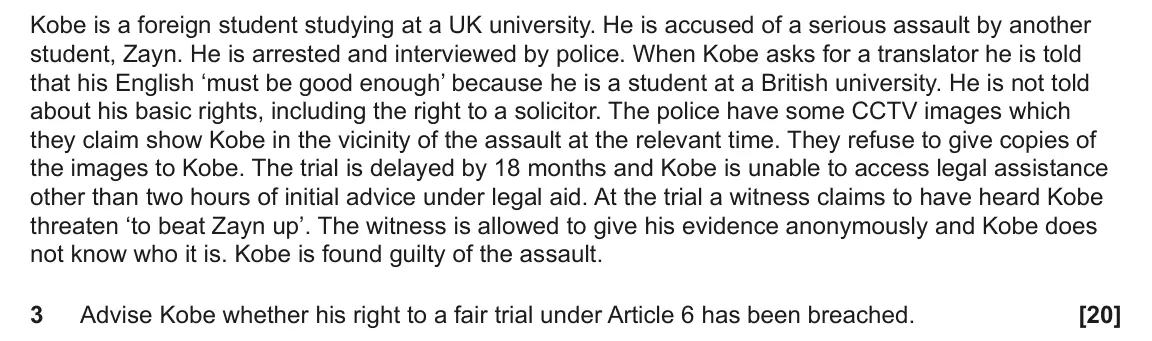 Kobe is a foreign student studying at a UK university. He is accused of a serious assault by another
student, Zayn. He is arrested and interviewed by police. When Kobe asks for a translator he is told
that his English ‘must be good enough’ because he is a student at a British university. He is not told
about his basic rights, including the right to a solicitor. The police have some CCTV images which
they claim show Kobe in the vicinity of the assault at the relevant time. They refuse to give copies of
the images to Kobe. The trial is delayed by 18 months and Kobe is unable to access legal assistance
other than two hours of initial advice under legal aid. At the trial a witness claims to have heard Kobe
threaten ‘to beat Zayn up’. The witness is allowed to give his evidence anonymously and Kobe does
not know who it is. Kobe is found guilty of the assault.
3 Advise Kobe whether his right to a fair trial under Article 6 has been breached. [20]